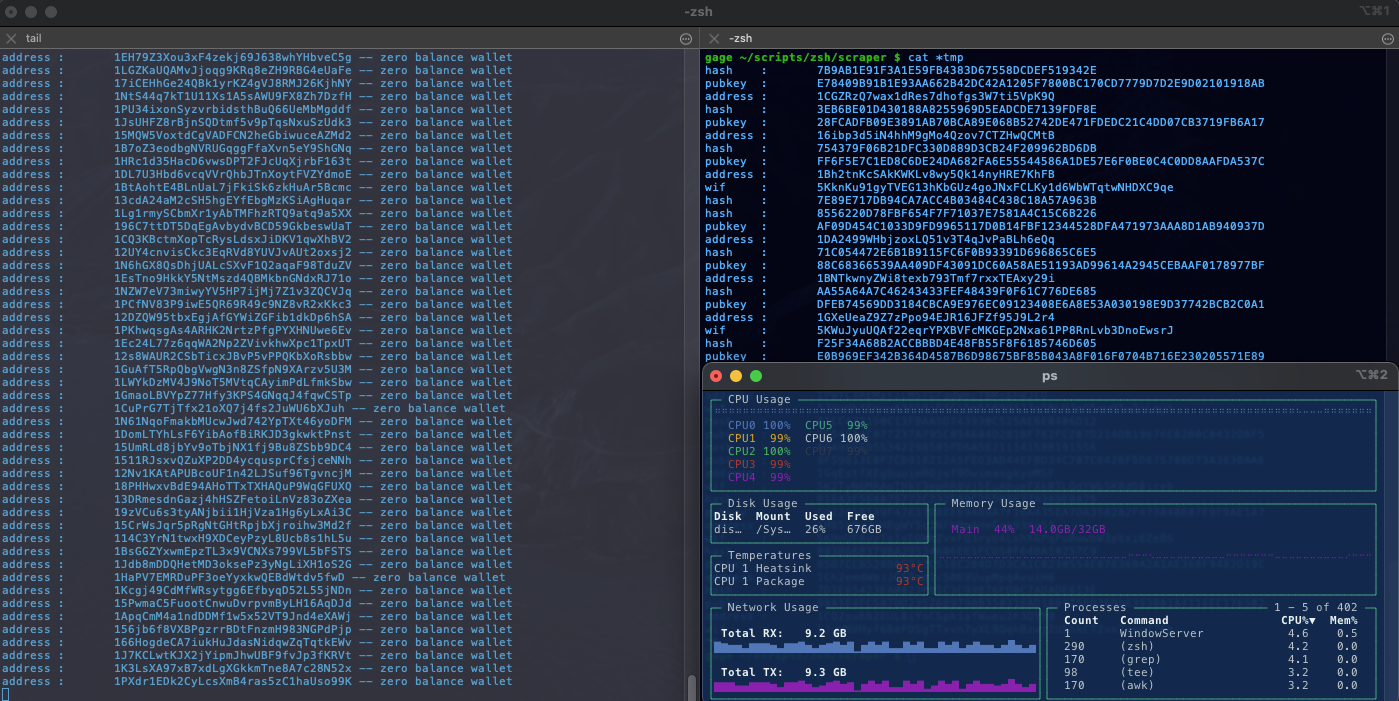 -zsh
⌥⌘1
tail
address : 1EH79Z3Xou3xF4zekj69J638whYHbveC5g -- zero balance wallet
address : 1LGZKaUQAMvJjoqg9KRq8eZH9RBG4eUaFe -- zero balance wallet
address : 17iCEHhGe24QBk1yrKZ4gVJ8RMJ26KjhNY -- zero balance wallet
address : 1NtS44q7kT1U11Xs1A5sAWU9FX8Zh7DzfH -- zero balance wallet
address : 1PU34ixonSyzvrbidsthBuQ66UeMbMgddf -- zero balance wallet
address : 1JsUHFZ8rBjnSQDtmf5v9pTqsNxuSzUdk3 -- zero balance wallet
address : 15MQW5VoxtdCgVADFCN2heGbiwuceAZMd2 -- zero balance wallet
address : 1B7oZ3eodbgNVRUGqggFfaXvn5eY9ShGNq -- zero balance wallet
address : 1HRc1d35HacD6vwsDPT2FJcUqXjrbF163t -- zero balance wallet
address : 1DL7U3Hbd6vcqVVrQhbJTnXoytFVZYdmoE -- zero balance wallet
address : 1BtAohtE4BLnUaL7jFkiSk6zkHuAr5Bcmc -- zero balance wallet
address : 13cdA24aM2cSH5hgEYfEbgMzKSiAgHuqar -- zero balance wallet
address : 1Lg1rmySCbmXr1yAbTMFhzRTQ9atq9a5XX -- zero balance wallet
address : 196C7ttDT5DqEgAvbydvBCD59GkbeswUaT -- zero balance wallet
address : 1CQ3KBctmXopTcRysLdsxJiDKV1qwXhBV2 -- zero balance wallet
address : 12UY4cnvisCkc3EqRVd8YUVJvAUt2oxsj2 -- zero balance wallet
address : 1N6hGX8QsDhjUALcSXvF1Q2aqaF98TduZV -- zero balance wallet
address : 1EsTno9HkkY5NtMszd4QBMkbnGNdxRJ71o -- zero balance wallet
address : 1NZW7eV73miwyYV5HP7ijMj7Z1v3ZQCVJq -- zero balance wallet
address : 1PCfNV83P9iwE5QR69R49c9NZ8vR2xKkc3 -- zero balance wallet
address : 12DZQW95tbxEgjAfGYWiZGFib1dkDp6hSA -- zero balance wallet
address : 1PKhwqsgAs4ARHK2NrtzPfgPYXHNUwe6Ev -- zero balance wallet
address : 1Ec24L77z6qqWA2Np2ZVivkhwXpc1TpxUT -- zero balance wallet
address : 12s8WAUR2CSbTicxJBvP5vPPQKbXoRsbbw -- zero balance wallet
address : 1GuAfT5RpQbgVwgN3n8ZSfpN9XArzv5U3M -- zero balance wallet
address : 1LWYkDzMV4J9NoT5MVtqCAyimPdLfmkSbw -- zero balance wallet
address : 1GmaoLBVYpZ77Hfy3KPS4GNqqJ4fqwCSTp -- zero balance wallet
address : 1CuPrG7TjTfx21oXQ7j4fs2JuWU6bXJuh -- zero balance wallet
address : 1N61NqoFmakbMUcwJwd742YpTXt46yoDFM -- zero balance wallet
address : 1DomLTYhLsF6YibAofBiRKJD3gkwktPnst -- zero balance wallet
address : 15UmRLd8jbYv9oTbjNX1fj9Bu8ZSbb9DC4 -- zero balance wallet
address : 1511RJsxvQZuXP2DD4ycqusprCfsjceNNh -- zero balance wallet
address : 12Nv1KAtAPUBcoUF1n42LJSuf96TgvncjM -- zero balance wallet
address : 18PHHwxvBdE94AHoTTxTXHAQuP9WqGFUXQ -- zero balance wallet
address : 13DRmesdnGazj4hHSZFetoiLnVz83oZXea -- zero balance wallet
address : 19zVCu6s3tyANjbii1HjVza1Hg6yLxAi3C -- zero balance wallet
address : 15CrWsJqr5pRgNtGHtRpjbXjroihw3Md2f -- zero balance wallet
address : 114C3YrN1twxH9XDCeyPzyL8Ucb8s1hL5u -- zero balance wallet
address : 1BsGGZYxwmEpzTL3x9VCNXs799VL5bFSTS -- zero balance wallet
address : 1Jdb8mDDQHetMD3oksePz3yNgLiXH1oS2G -- zero balance wallet
address : 1HaPV7EMRDuPF3oeYyxkwQEBdWtdv5fwD -- zero balance wallet
address : 1Kcgj49CdMfWRsytgg6EfbyqD52L55jNDn -- zero balance wallet
address : 15PwmaC5FuootCnwuDvrpvmByLH16AqDJd -- zero balance wallet
address : 1ApqCmM4a1ndDDMf1w5x52VT9Jnd4eXAWj -- zero balance wallet
address : 156jb6f8VXBPgzrrBDtFnzmH983NGPdPjp -- zero balance wallet
address : 166HogdeCA7iukHuJdasNidqwZqTqtkEWv -- zero balance wallet
address : 1J7KCLwtKJX2jYipmJhwUBF9fvJp3fKRVt -- zero balance wallet
address : 1K3LsXA97xB7xdLgXGkkmTne8A7c28N52x -- zero balance wallet
address : 1PXdr1EDk2CyLcsXmB4ras5zC1haUso99K -- zero balance wallet
-zsh
gage ~/scripts/zsh/scraper $ cat *tmp
hash : 7B9AB1E91F3A1E59FB4383D67558DCDEF519342E
pubkey : E78409B91B1E93AA662B42DC42A1205F7800BC170CD7779D7D2E9D02101918AB
address : 1CGZRzQ7wax1dRes7dhofgs3W7ti5VpK9Q
hash : 3EB6BE01D430188A8255969D5EADCDE7139FDF8E
pubkey : 28FCADFB09E3891AB70BCA89E068B52742DE471FDEDC21C4DD07CB3719FB6A17
address : 16ibp3d5iN4hhM9gMo4Qzov7CTZHwQCMtB
hash : 754379F06B21DFC330D889D3CB24F209962BD6DB
pubkey : FF6F5E7C1ED8C6DE24DA682FA6E55544586A1DE57E6F0BE0C4C0DD8AAFDA537C
address : 1Bh2tnKcSAkKWKLv8wy5Qk14nyHRE7KhFB
wif : 5KknKu91gyTVEG13hKbGUz4goJNxFCLKy1d6WbWTqtwNHDXC9qe
hash : 7E89E717DB94CA7ACC4B03484C438C18A57A963B
hash : 8556220D78FBF654F7F71037E7581A4C15C6B226
pubkey : AF09D454C1033D9FD9965117D0B14FBF12344528DFA471973AAA8D1AB940937D
address : 1DA2499WHbjzoxLQ51v3T4qJvPaBLh6eQq
hash : 71C054472E6B1B9115FC6F0B93391D696865C6E5
pubkey : 88C68366539AA409DF43091DC60A58AE51193AD99614A2945CEBAAF0178977BF
address : 1BNTkwnyZWi8texb793Tmf7rxxTEAxy29i
hash : AA55A64A7C46243433FEF48439F0F61C776DE685
pubkey : DFEB74569DD3184CBCA9E976EC09123408E6A8E53A030198E9D37742BCB2C0A1
address : 1GXeUeaZ9Z7zPpo94EJR16JFZf95J9L2r4
wif : 5KWuJyuUQAf22eqrYPXBVFcMKGEp2Nxa61PP8RnLvb3DnoEwsrJ
hash : F25F34A68B2ACCBBBD4E48FB55F8F6185746D605
pubkey : E0B969EF342B364D4587B6D98675BF85B043A8F016F0704B716E230205571E89
ps
⌥⌘2
CPU Usage
CPU0 100% CPU5 99%
CPU1 99% CPU6 100%
CPU2 100% CPU7 99%
CPU3 99%
CPU4 99%
Disk Usage
Disk Mount Used Free
dis… /Sys… 26% 676GB
Memory Usage
Main 44% 14.0GB/32GB
Temperatures
CPU 1 Heatsink 93°C
CPU 1 Package 93°C
Network Usage
Total RX: 9.2 GB
Total TX: 9.3 GB
Processes 1 - 5 of 402
Count Command CPU%▼ Mem%
1 WindowServer 4.6 0.5
290 (zsh) 4.2 0.0
170 (grep) 4.1 0.0
98 (tee) 3.2 0.0
170 (awk) 3.2 0.0